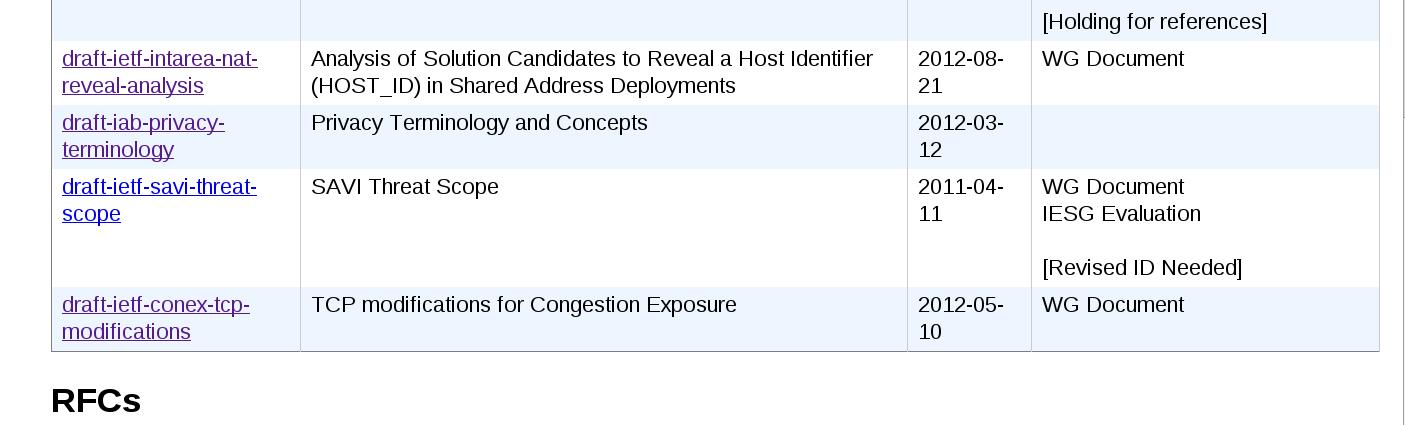 [Holding for references]
draft-ietf-intarea-nat- Analysis of Solution Candidates to Reveal a Host Identifier 2012-08- WG Document
reveal-analysis (HOST_ID) in Shared Address Deployments 21
draft-iab-privacy- Privacy Terminology and Concepts 2012-03-
terminology 12
draft-ietf-savi-threat- SAVI Threat Scope 2011-04- WG Document
scope 11 IESG Evaluation
[Revised ID Needed]
draft-ietf-conex-tcp- TCP modifications for Congestion Exposure 2012-05- WG Document
modifications 10
RFCs